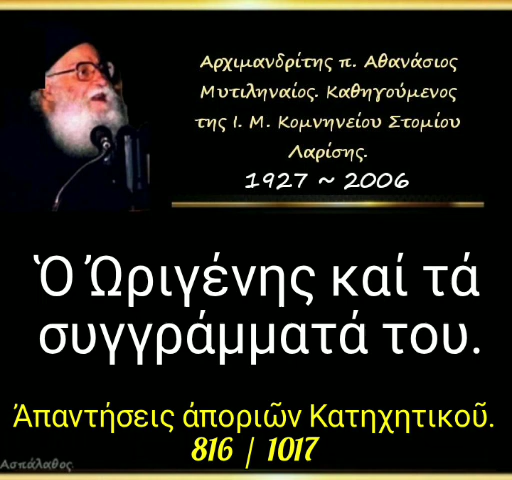 Αρχιμανδρίτης π. Αθανάσιος
Μυτιληναίος. Καθηγούμενος
της Ι. Μ. Κομνηνείου Στομίου
Λαρίσης.
1927 ~ 2006
Ὁ Ὠριγένης καί τά
συγγράμματά του.
Ἀπαντήσεις ἀποριῶν Κατηχητικοῦ.
816 / 1017
Ασπάλαθος.